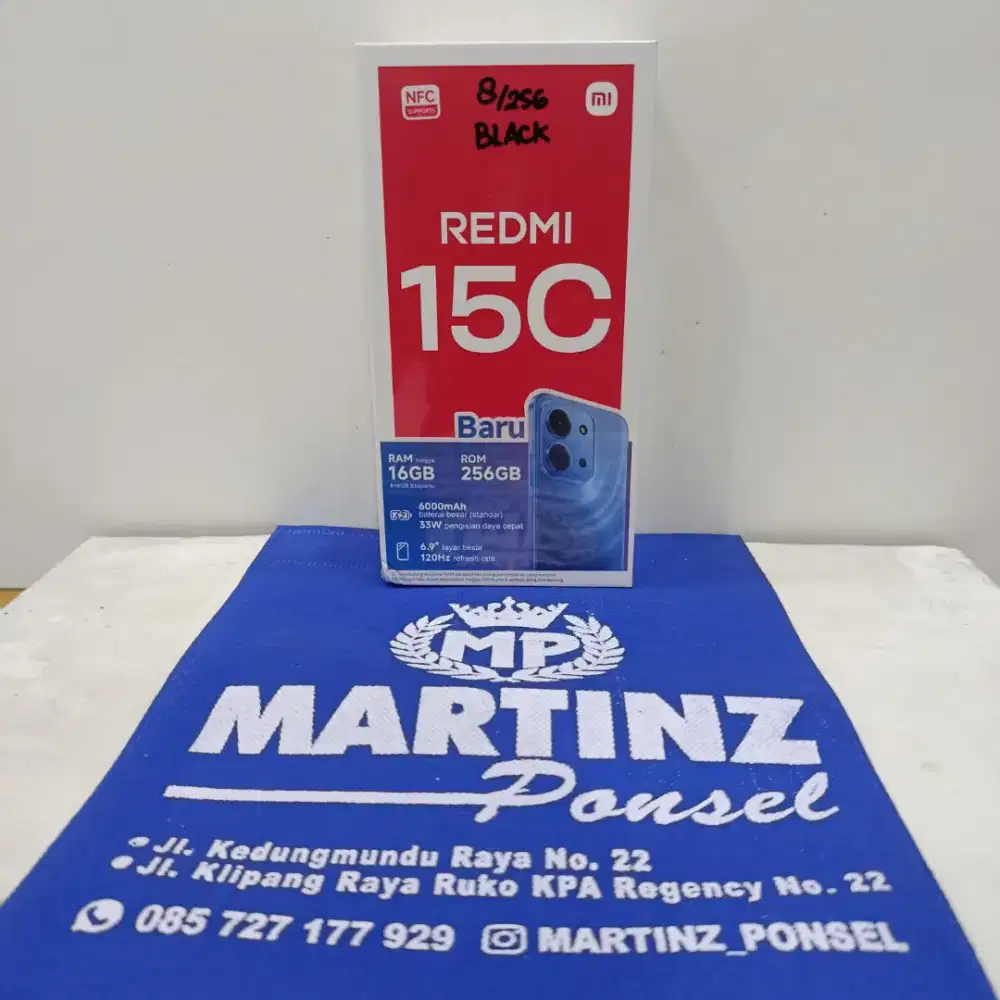 NFC
SUPPORTS
8/256
BLACK
mi
REDMI
15C
Baru
RAM hingga
16GB
ROM
256GB
6000mAh
baterai besar (standar)
33W pengisian daya cepat
6.9" layar besar
120Hz refresh rate
MP
MARTINZ
Ponsel
• Jl. Kedungmundu Raya No. 22
• Jl. Klipang Raya Ruko KPA Regency No. 22
085 727 177 929
MARTINZ_PONSEL